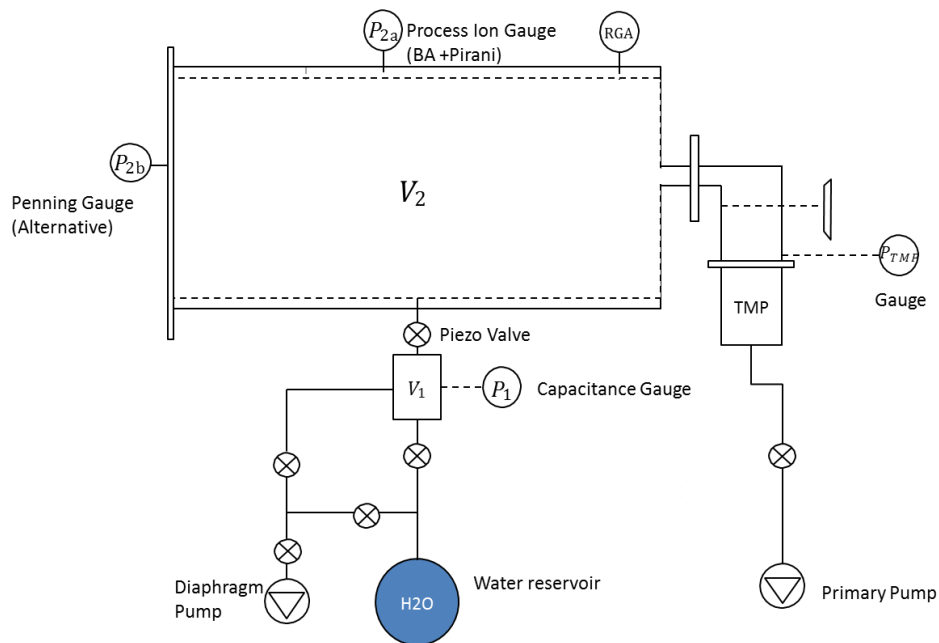 P2a
Process Ion Gauge
(BA +Pirani)
RGA
P2b
Penning Gauge
(Alternative)
V2
PTMP
Gauge
TMP
Piezo Valve
V1
P1
Capacitance Gauge
Diaphragm
Pump
H2O
Water reservoir
Primary Pump